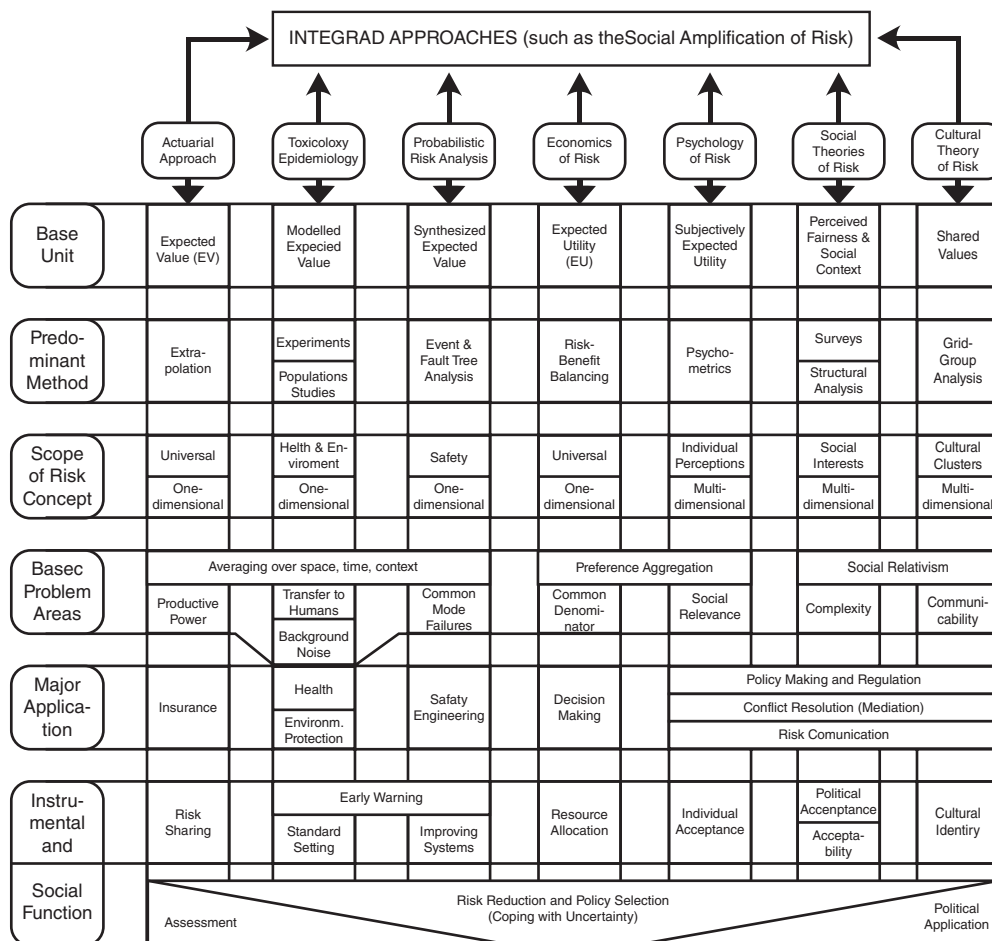 INTEGRAD APPROACHES (such as theSocial Amplification of Risk)
Actuarial
Approach
Toxicoloxy
Epidemiology
Probabilistic
Risk Analysis
Economics
of Risk
Psychology
of Risk
Social
Theories
of Risk
Cultural
Theory
of Risk
Base
Unit
Expected
Value (EV)
Modelled
Expecied
Value
Synthesized
Expected
Value
Expected
Utility
(EU)
Subjectively
Expected
Utility
Perceived
Fairness &
Social
Context
Shared
Values
Predo-
minant
Method
Extra-
polation
Experiments
Populations
Studies
Event &
Fault Tree
Analysis
Risk-
Benefit
Balancing
Psycho-
metrics
Surveys
Structural
Analysis
Grid-
Group
Analysis
Scope
of Risk
Concept
Universal
One-
dimensional
Helth & En-
viroment
One-
dimensional
Safety
One-
dimensional
Universal
One-
dimensional
Individual
Perceptions
Multi-
dimensional
Social
Interests
Multi-
dimensional
Cultural
Clusters
Multi-
dimensional
Basec
Problem
Areas
Averaging over space, time, context
Preference Aggregation
Social Relativism
Productive
Power
Transfer to
Humans
Background
Noise
Common
Mode
Failures
Common
Denomi-
nator
Social
Relevance
Complexity
Communi-
cability
Major
Applica-
tion
Insurance
Health
Environm.
Protection
Safaty
Engineering
Decision
Making
Policy Making and Regulation
Conflict Resolution (Mediation)
Risk Comunication
Instru-
mental
and
Risk
Sharing
Early Warning
Standard
Setting
Improving
Systems
Resource
Allocation
Individual
Acceptance
Political
Accenptance
Accepta-
bility
Cultural
Identiry
Social
Function
Assessment
Risk Reduction and Policy Selection
(Coping with Uncertainty)
Political
Application